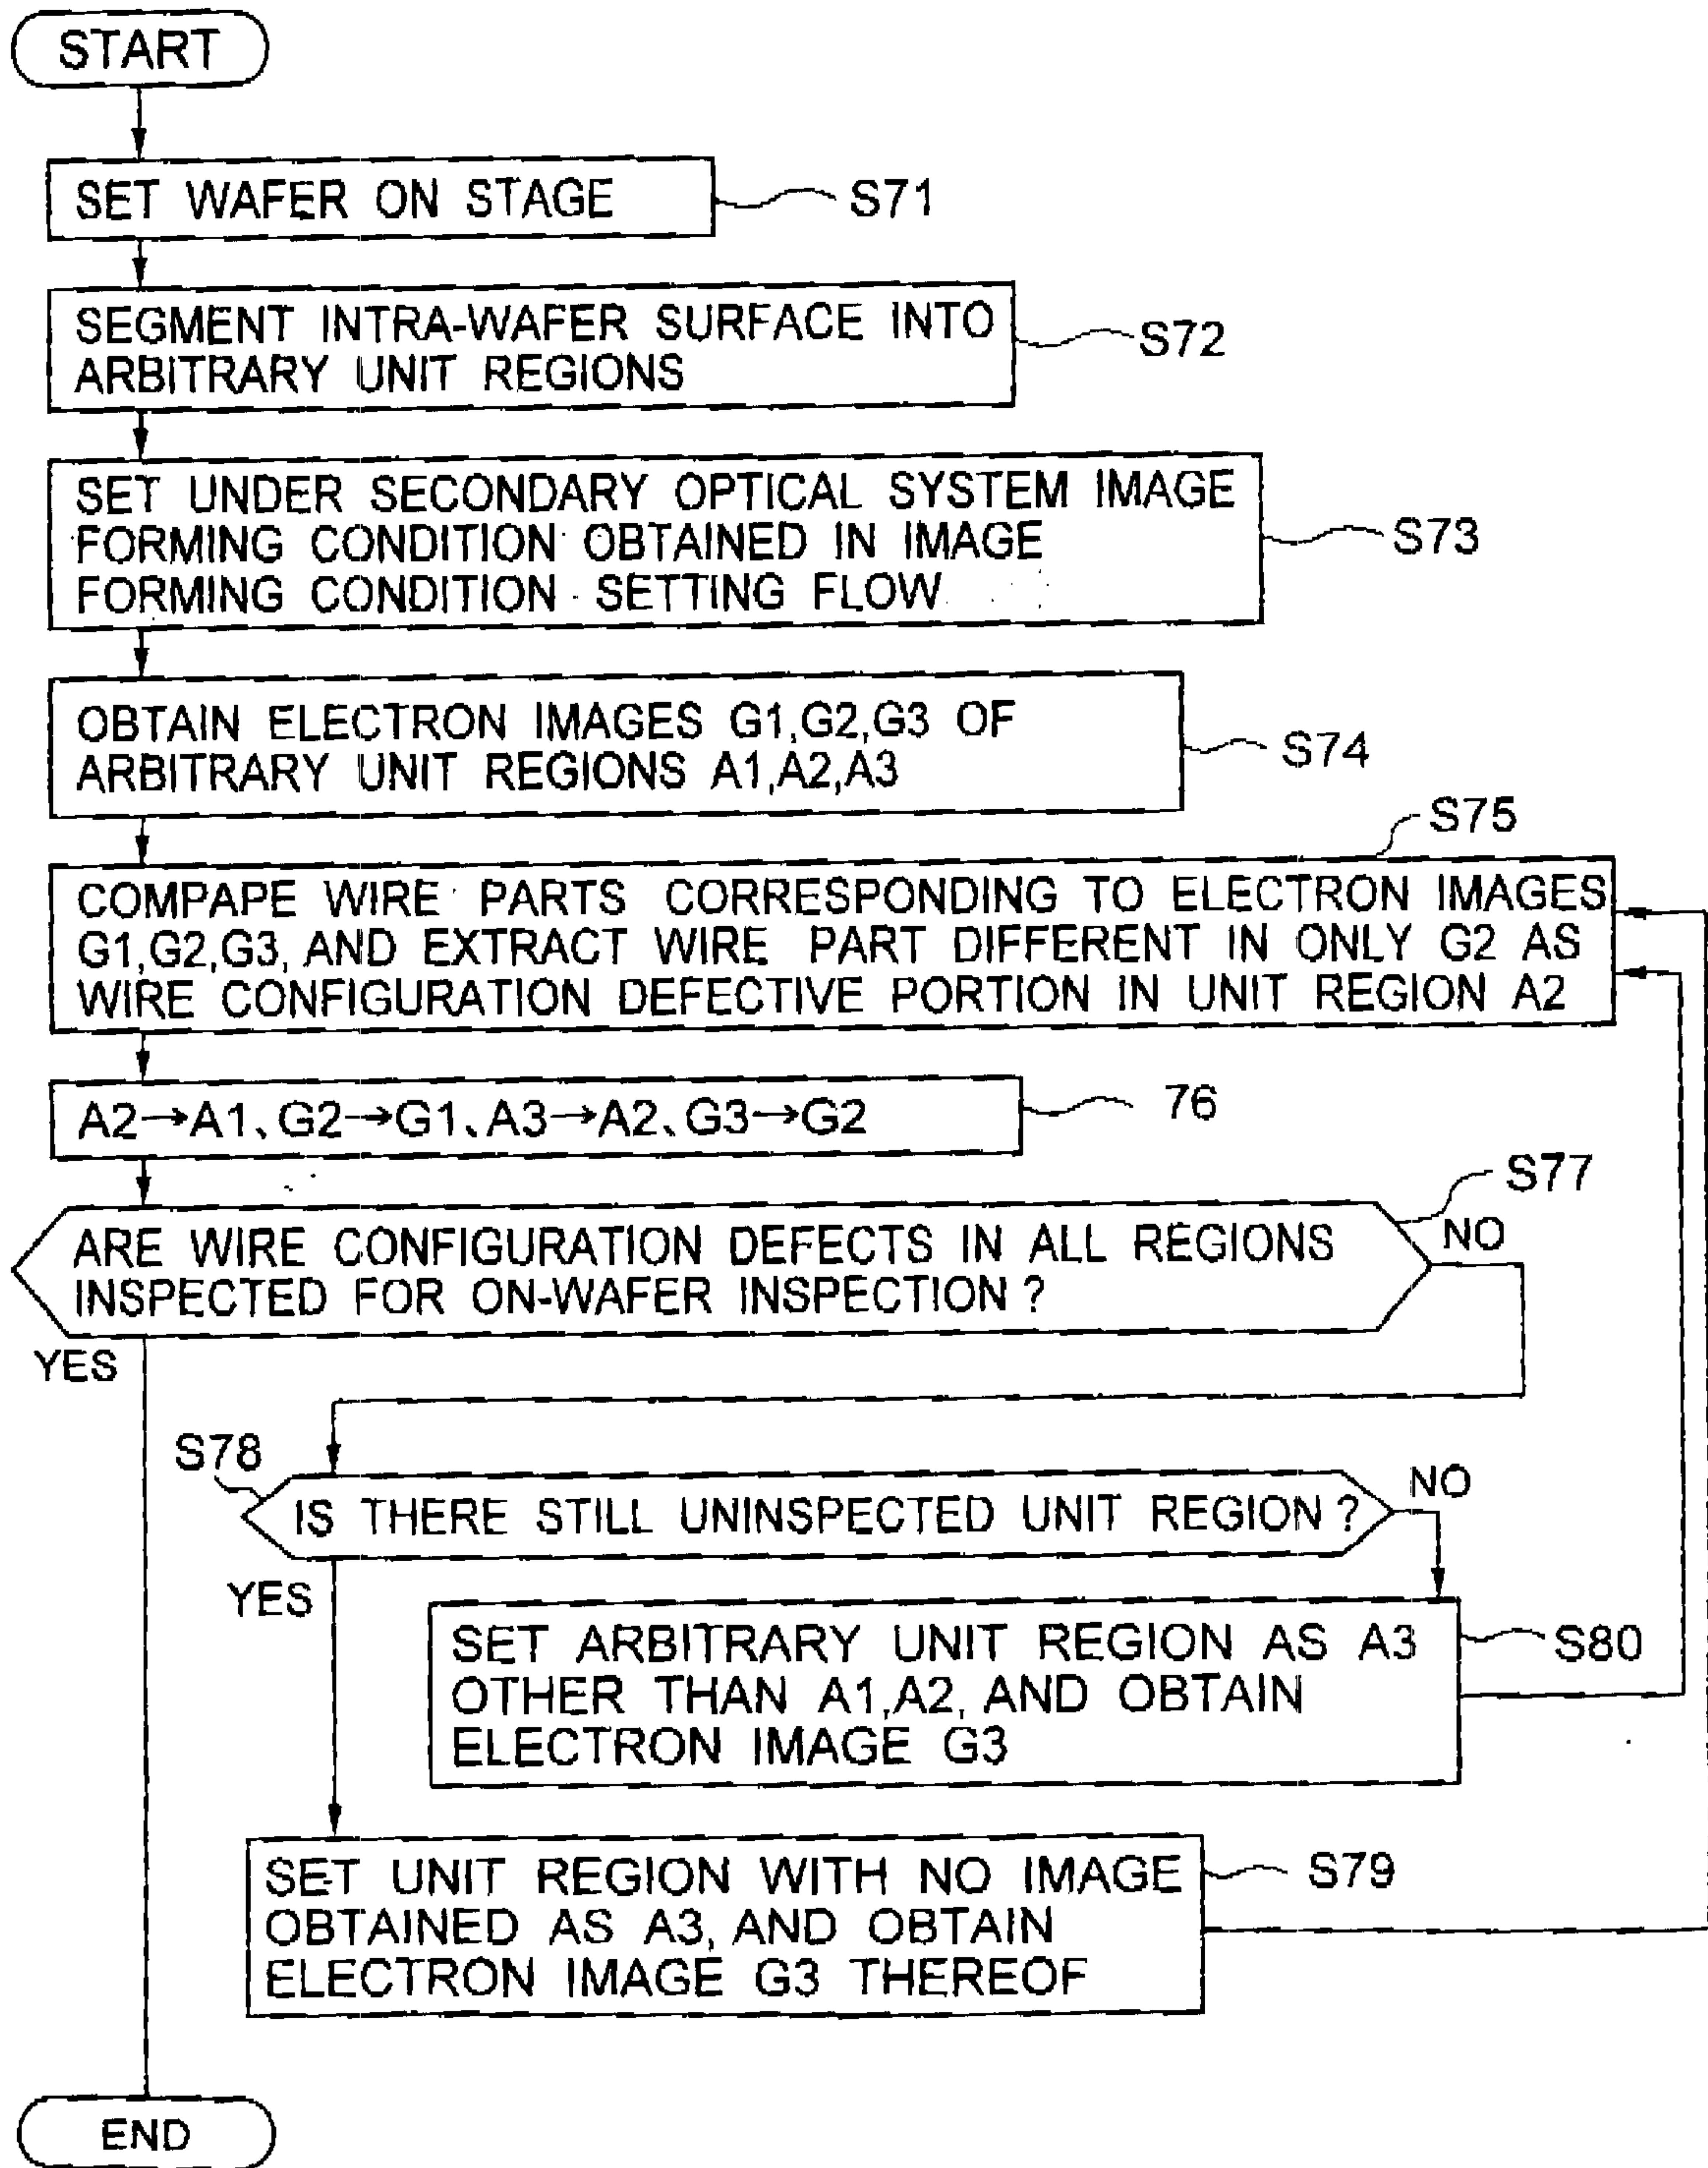 START
SET WAFER ON STAGE
S71
SEGMENT INTRA-WAFER SURFACE INTO
ARBITRARY UNIT REGIONS
S72
SET UNDER SECONDARY OPTICAL SYSTEM IMAGE
FORMING CONDITION OBTAINED IN IMAGE
FORMING CONDITION SETTING FLOW
S73
OBTAIN ELECTRON IMAGES G1,G2,G3 OF
ARBITRARY UNIT REGIONS A1,A2,A3
S74
S75
COMPAPE WIRE PARTS CORRESPONDING TO ELECTRON IMAGES
G1,G2,G3, AND EXTRACT WIRE PART DIFFERENT IN ONLY G2 AS
WIRE CONFIGURATION DEFECTIVE PORTION IN UNIT REGION A2
A2→A1、G2→G1、A3→A2、G3→G2
76
S77
ARE WIRE CONFIGURATION DEFECTS IN ALL REGIONS
INSPECTED FOR ON-WAFER INSPECTION?
NO
YES
S78
IS THERE STILL UNINSPECTED UNIT REGION?
NO
YES
SET ARBITRARY UNIT REGION AS A3
OTHER THAN A1,A2, AND OBTAIN
ELECTRON IMAGE G3
S80
SET UNIT REGION WITH NO IMAGE
OBTAINED AS A3, AND OBTAIN
ELECTRON IMAGE G3 THEREOF
S79
END